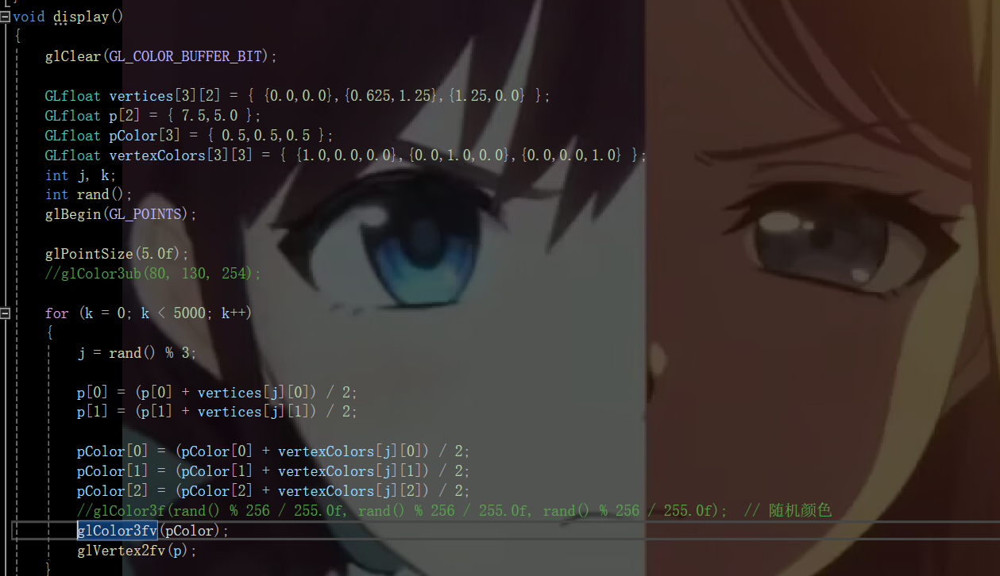 void display()
{
glClear(GL_COLOR_BUFFER_BIT);
GLfloat vertices[3][2] = { {0.0,0.0},{0.625,1.25},{1.25,0.0} };
GLfloat p[2] = { 7.5,5.0 };
GLfloat pColor[3] = { 0.5,0.5,0.5 };
GLfloat vertexColors[3][3] = { {1.0,0.0,0.0},{0.0,1.0,0.0},{0.0,0.0,1.0} };
int j, k;
int rand();
glBegin(GL_POINTS);
glPointSize(5.0f);
//glColor3ub(80, 130, 254);
for (k = 0; k < 5000; k++)
{
j = rand() % 3;
p[0] = (p[0] + vertices[j][0]) / 2;
p[1] = (p[1] + vertices[j][1]) / 2;
pColor[0] = (pColor[0] + vertexColors[j][0]) / 2;
pColor[1] = (pColor[1] + vertexColors[j][1]) / 2;
pColor[2] = (pColor[2] + vertexColors[j][2]) / 2;
//glColor3f(rand() % 256 / 255.0f, rand() % 256 / 255.0f, rand() % 256 / 255.0f);  // 随机颜色
glColor3fv(pColor);
glVertex2fv(p);
}